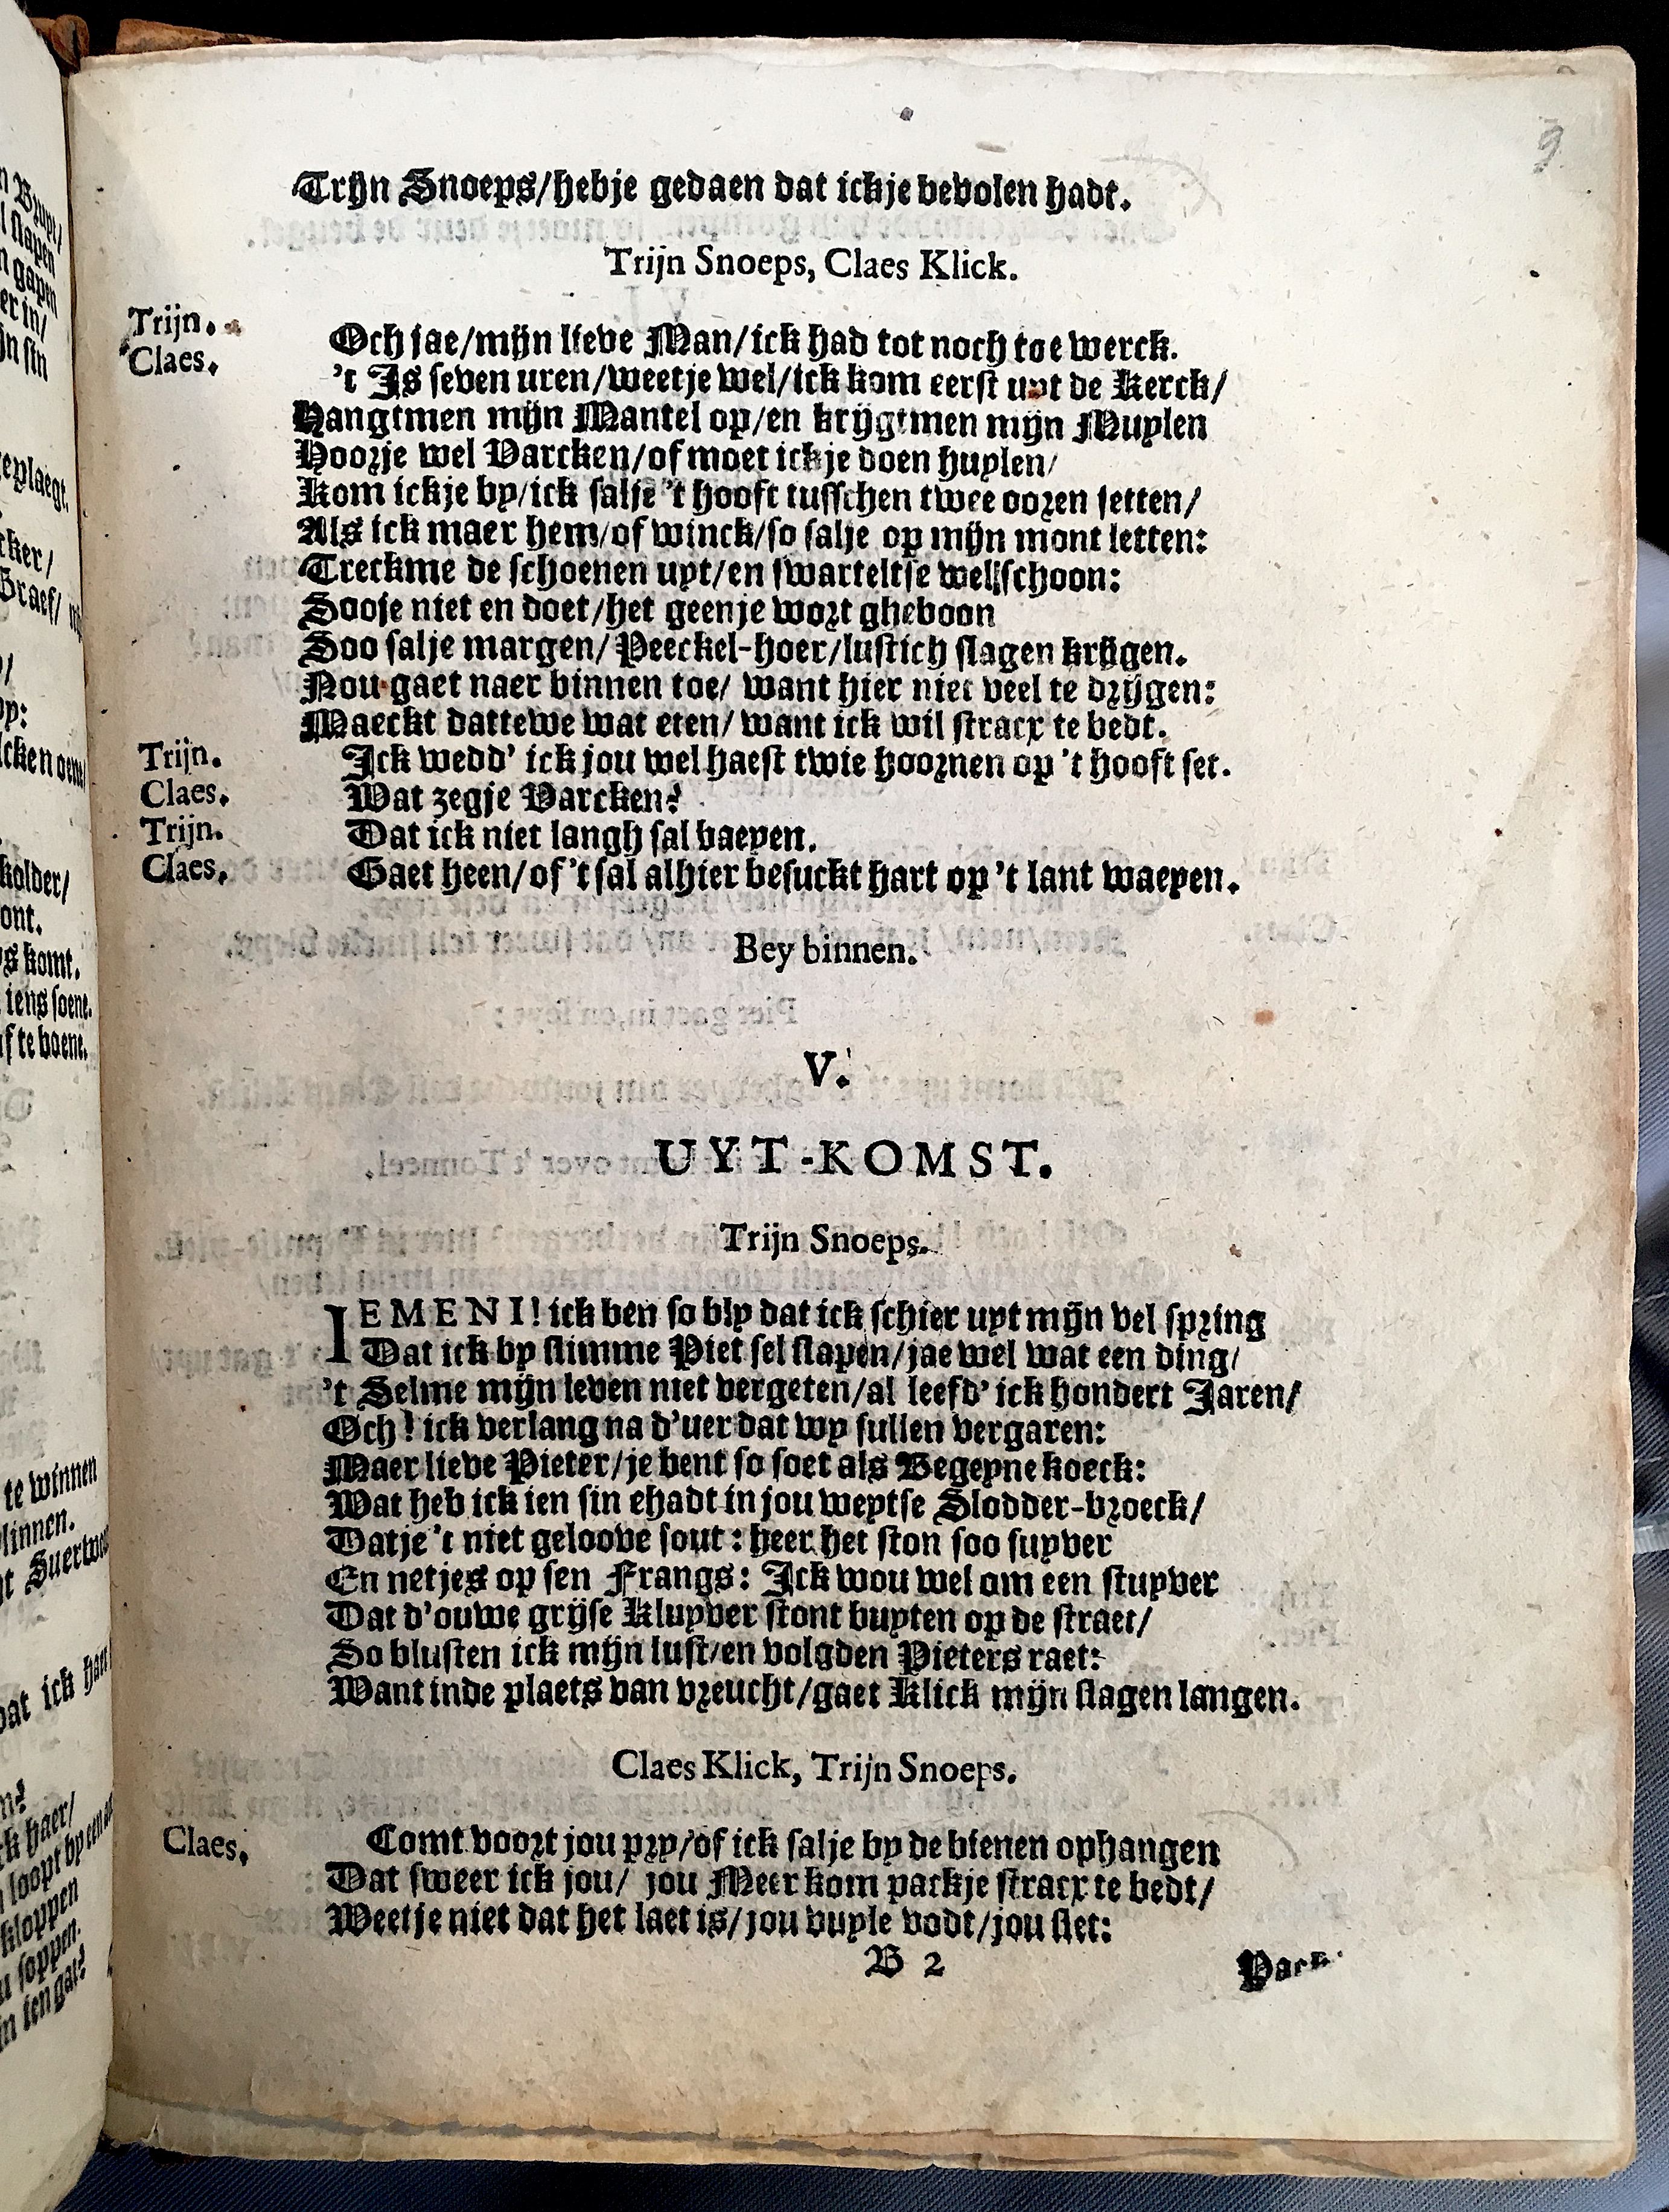 9
Trijn Snoeps/hebje gedaen dat ickje bevolen hadt.
Trijn Snoeps, Claes Klick.
Trijn. Och jae/mijn lieve Man/ick had tot noch toe werck.
Claes. 't Is seven uren/weetje wel/ick kom eerst uyt de Kerck/
Hangtmen mijn Mantel op/en krijgtmen mijn Muylen
Hoorje wel Varcken/of moet ickje doen huylen/
Kom ickje by/ick salje 't hooft tusschen twee ooren setten/
Als ick maer hem/of winck/so salje op mijn mont letten:
Treckme de schoenen uyt/en swarteltse wel schoon:
Sooje niet en doet/het geenje wort gheboon
Soo salje margen/Peeckel-hoer/lustich slagen krijgen.
Nou gaet naer binnen toe/ want hier niet veel te drijgen:
Maeckt dattewe wat eten/ want ick wil stracx te bedt.
Trijn. Ick wedd' ick jou wel haest twie hoornen op 't hooft set.
Claes. Wat zegje Varcken?
Trijn. Dat ick niet langh sal baeyen.
Claes. Gaet heen/of 't sal alhier besuckt hart op 't lant waeyen.
Bey binnen.
V.
UYT-KOMST.
Trijn Snoeps.
IEMENI! ick ben so bly dat ick schier uyt mijn vel spring
Dat ick by slimme Piet sel slapen/jae wel wat een ding/
't Selme mijn leven niet vergeten/al leefd' ick hondert Jaren/
Och! ick verlang na d'uer dat wy sullen vergaren:
Maer lieve Pieter/je bent so soet als Begeyne koeck:
Wat heb ick ien sin ehadt in jou weytse Slodder-broeck/
Datje 't niet geloove sout: heer het ston soo suyver
En netjes op sen Frangs: Ick wou wel om een stuyver
Dat d'ouwe grijse Kluyver stont buyten op de straet/
So blusten ick mijn lust/en volgden Pieters raet:
Want inde plaets van vreucht/gaet Klick mijn slagen langen.
Claes Klick, Trijn Snoeps.
Claes. Comt voort jou pry/of ick salje by de bienen ophangen
Dat sweer ick jou/ jou Meer kom packje stracx te bedt/
Weetje niet dat het laet is/jou vuyle vodt/jou slet:
B 2 Pack